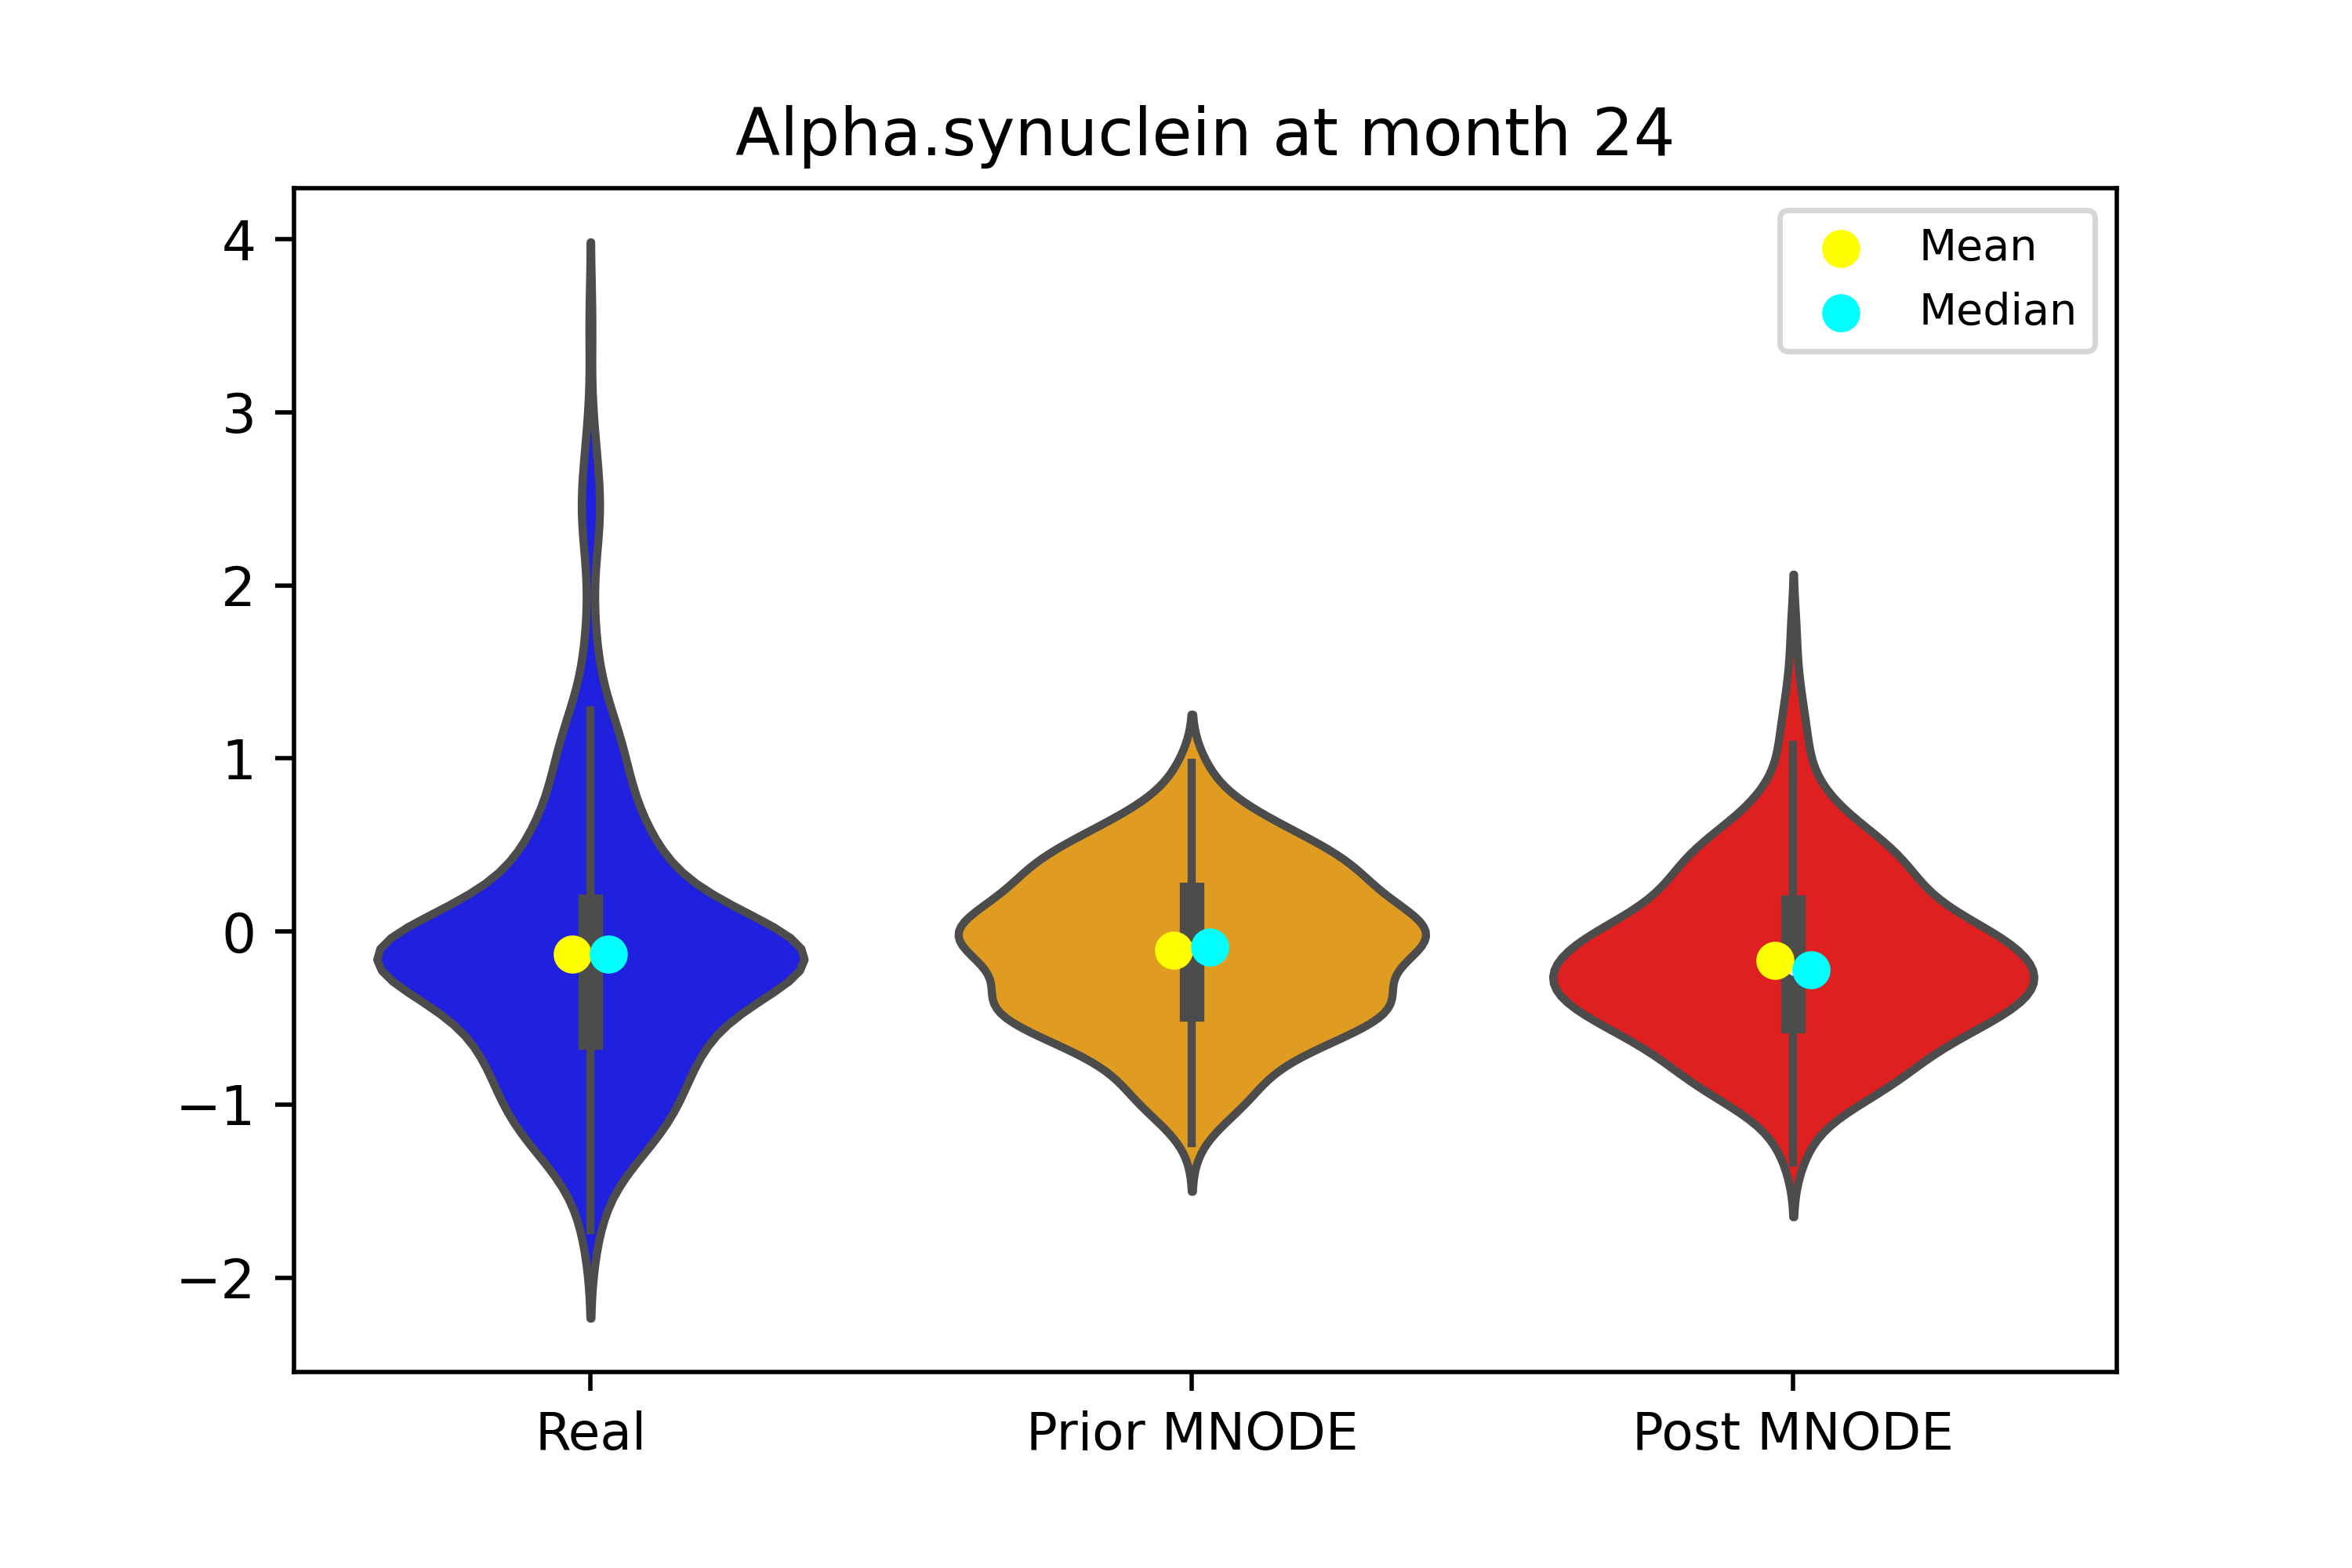 Alpha.synuclein at month 24
Mean
Median
4
3
2
1
0
−1
−2
Real
Prior MNODE
Post MNODE